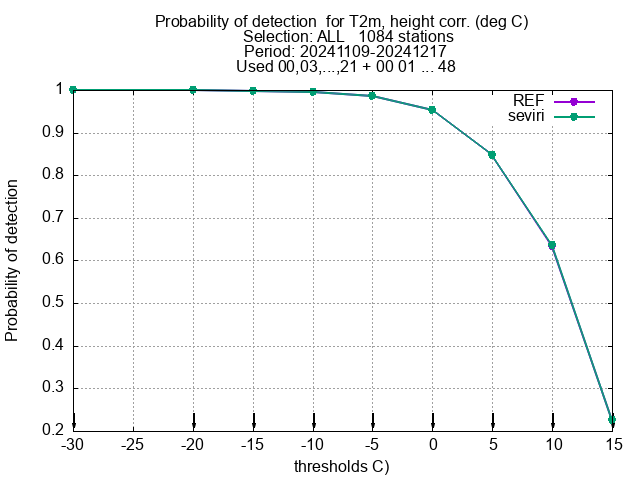 Probability of detection  for T2m, height corr. (deg C)
Selection: ALL   1084 stations
Period: 20241109-20241217
Used 00,03,...,21 + 00 01 ... 48
REF
seviri
Probability of detection
1
0.9
0.8
0.7
0.6
0.5
0.4
0.3
0.2
-30 -25 -20 -15 -10 -5 0 5 10 15
thresholds C)